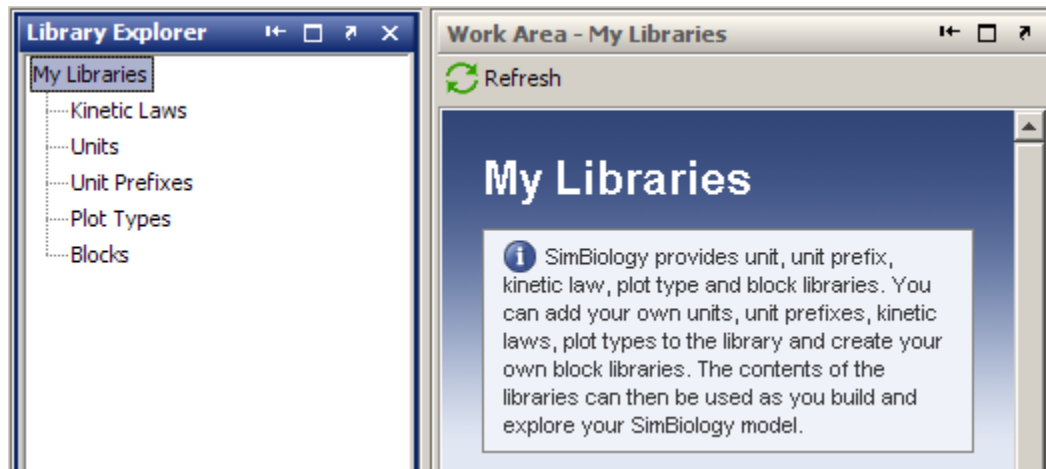 Library Explorer
My Libraries
Kinetic Laws
Units
Unit Prefixes
Plot Types
Blocks
Work Area - My Libraries
Refresh
My Libraries
SimBiology provides unit, unit prefix,
kinetic law, plot type and block libraries. You
can add your own units, unit prefixes, kinetic
laws, plot types to the library and create your
own block libraries. The contents of the
libraries can then be used as you build and
explore your SimBiology model.